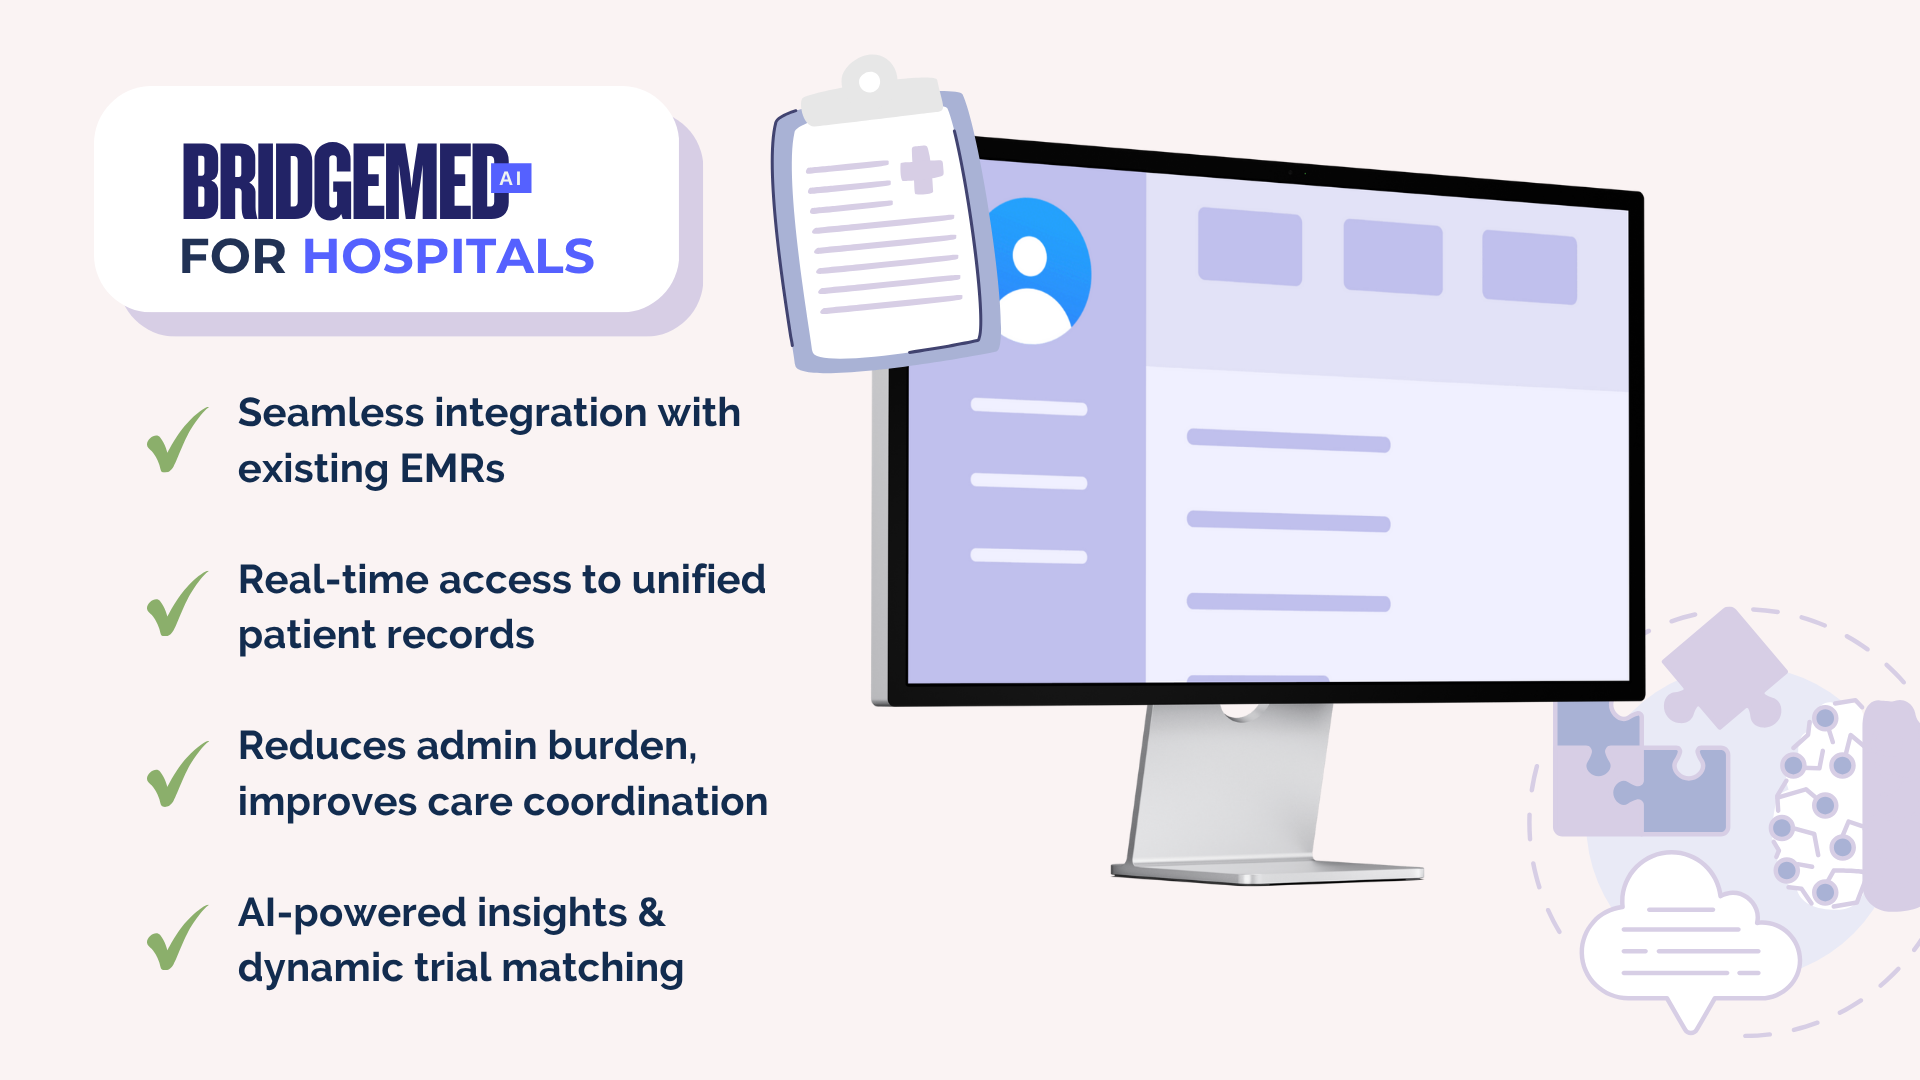 BRIDGEMED AI
FOR HOSPITALS
Seamless integration with
existing EMRs
Real-time access to unified
patient records
Reduces admin burden,
improves care coordination
AI-powered insights &
dynamic trial matching